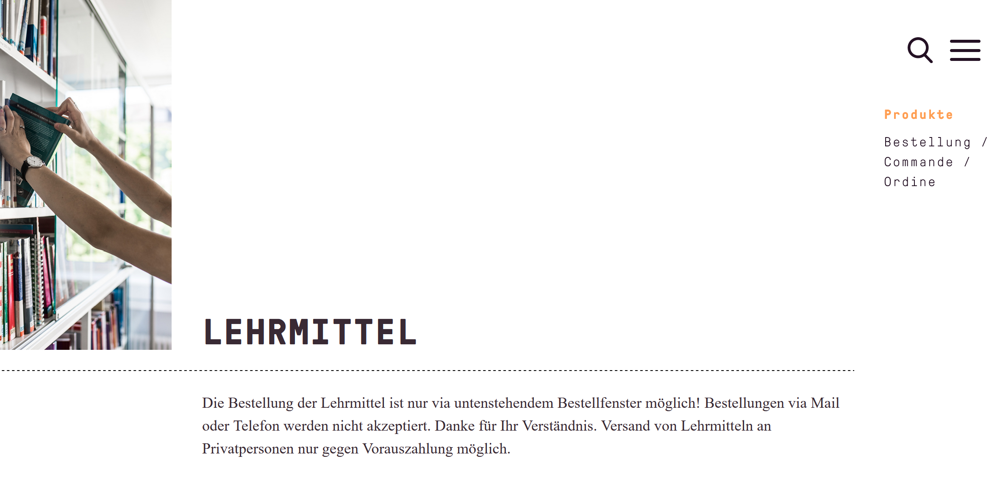 Produkte
Bestellung /
Commande /
Ordine
LEHRMITTEL
Die Bestellung der Lehrmittel ist nur via untenstehendem Bestellfenster möglich! Bestellungen via Mail
oder Telefon werden nicht akzeptiert. Danke für Ihr Verständnis. Versand von Lehrmitteln an
Privatpersonen nur gegen Vorauszahlung möglich.